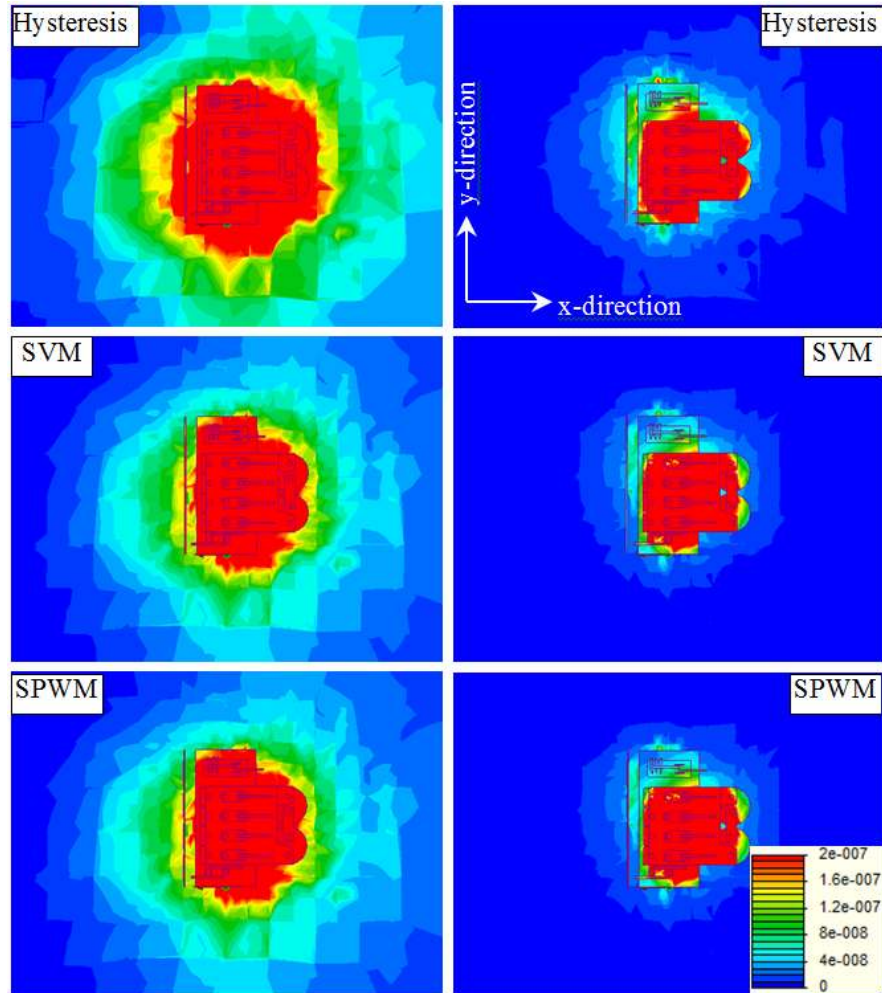 Hysteresis
Hysteresis
y-direction
x-direction
SVM
SVM
SPWM
SPWM
2e-007
1.6e-007
1.2e-007
8e-008
4e-008
0